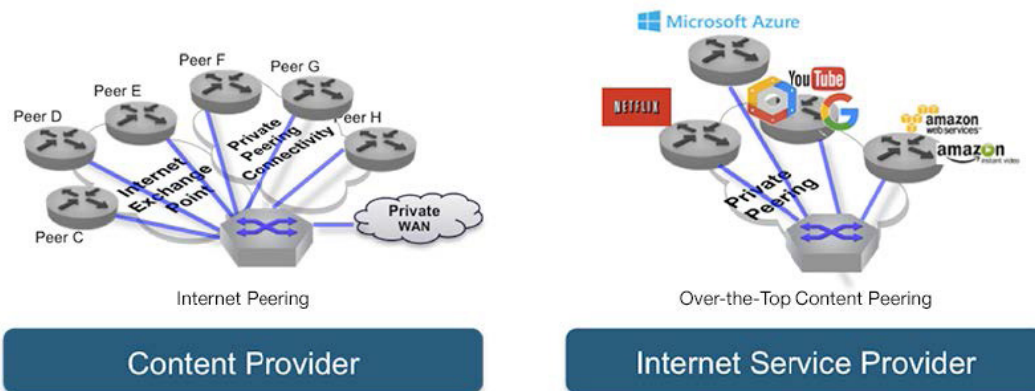 Microsoft Azure
Peer F
Peer G
Peer E
Peer D
Peer H
Peer C
Internet
Exchange
Point
Private
Peering
Connectivity
Private
WAN
Internet Peering
Content Provider
NETFLIX
YouTube
G
amazon
web services™
amazon
instant video
Private
Peering
Over-the-Top Content Peering
Internet Service Provider